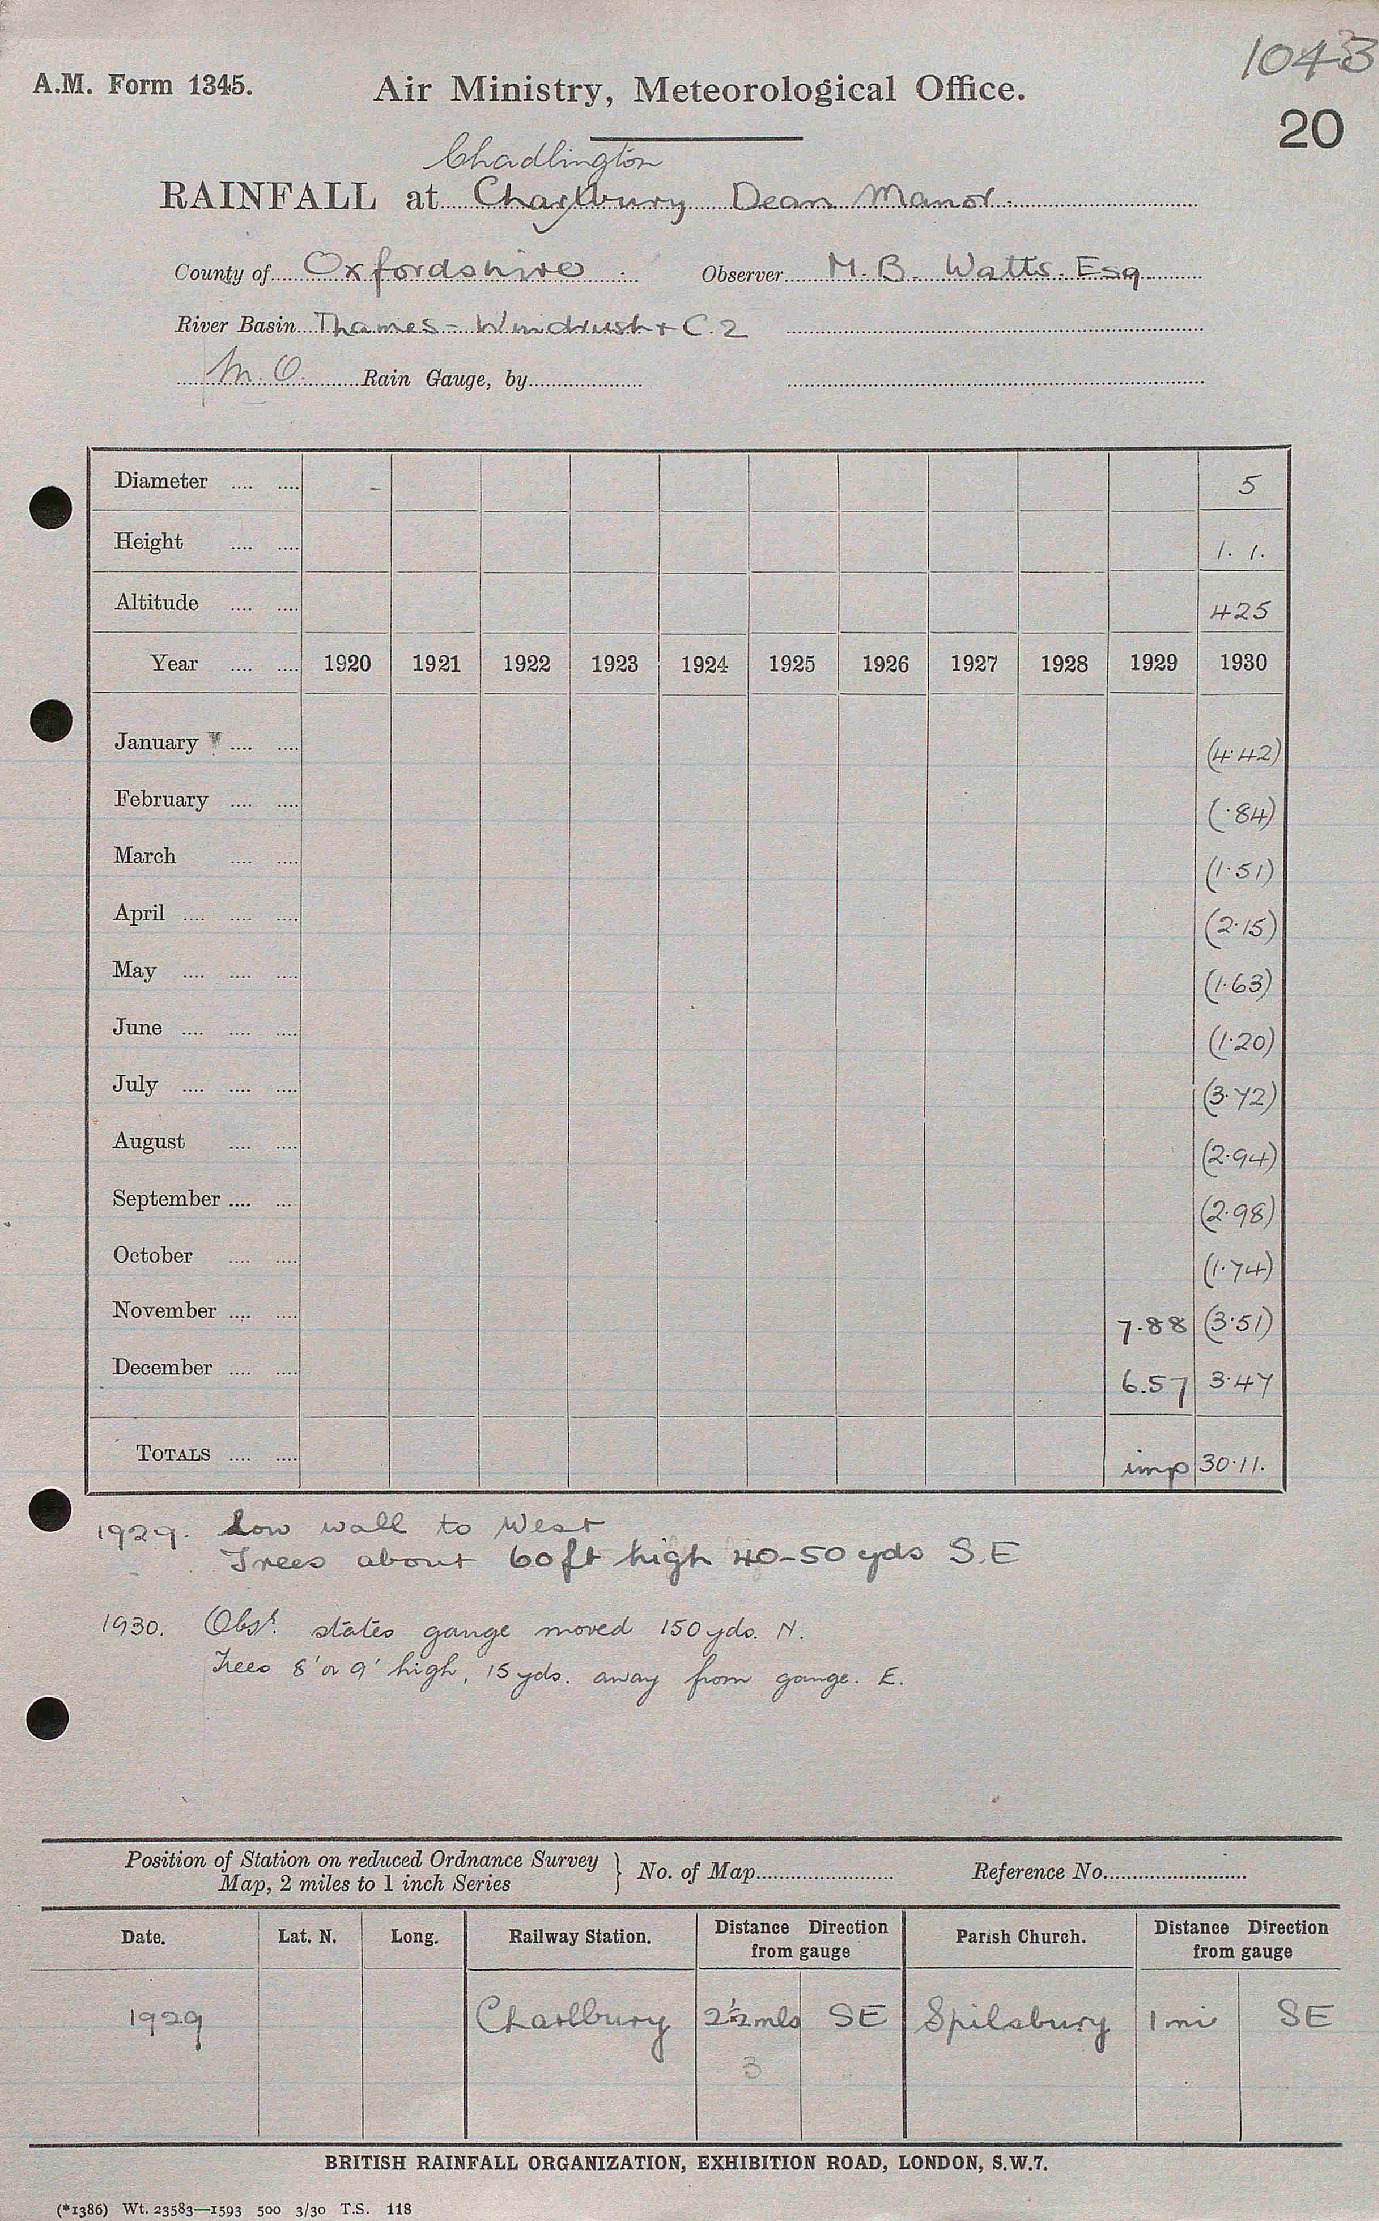 1043
A.M. Form 1345.
Air Ministry, Meteorological Office.
20
Chadlington
RAINFALL at Charlbury Dean Manor.
County of Oxfordshire Observer M. B. Watts. Esq
River Basin Thames - Windrush + C. 2
M.O. Rain Gauge, by
Diameter 5
Height 1. 1.
Altitude 425
Year 1920 1921 1922 1923 1924 1925 1926 1927 1928 1929 1930
January (4.42)
February (.84)
March (1.51)
April (2.15)
May (1.63)
June (1.20)
July (3.72)
August (2.94)
September (2.98)
October (1.74)
November 7.88 (3.51)
December 6.57 3.47
TOTALS imp 30.11.
1929. Low wall to West
Trees about 60ft high 40-50 yds S.E
1930. Obsr. states gauge moved 150 yds. N.
Trees 8' or 9' high, 15 yds. away from gauge. E.
Position of Station on reduced Ordnance Survey
Map, 2 miles to 1 inch Series } No. of Map Reference No.
Date. Lat. N. Long. Railway Station. Distance Direction from gauge Parish Church. Distance Direction from gauge
1929 Charlbury 2½ mls SE Spilsbury 1 mi SE
3
BRITISH RAINFALL ORGANIZATION, EXHIBITION ROAD, LONDON, S.W.7.
(*1386) Wt. 23583—1593 500 3/30 T.S. 118